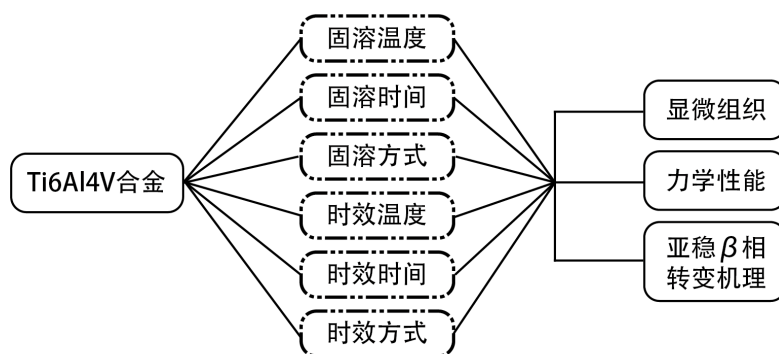 Ti6Al4V合金
固溶温度
固溶时间
固溶方式
时效温度
时效时间
时效方式
显微组织
力学性能
亚稳β相
转变机理